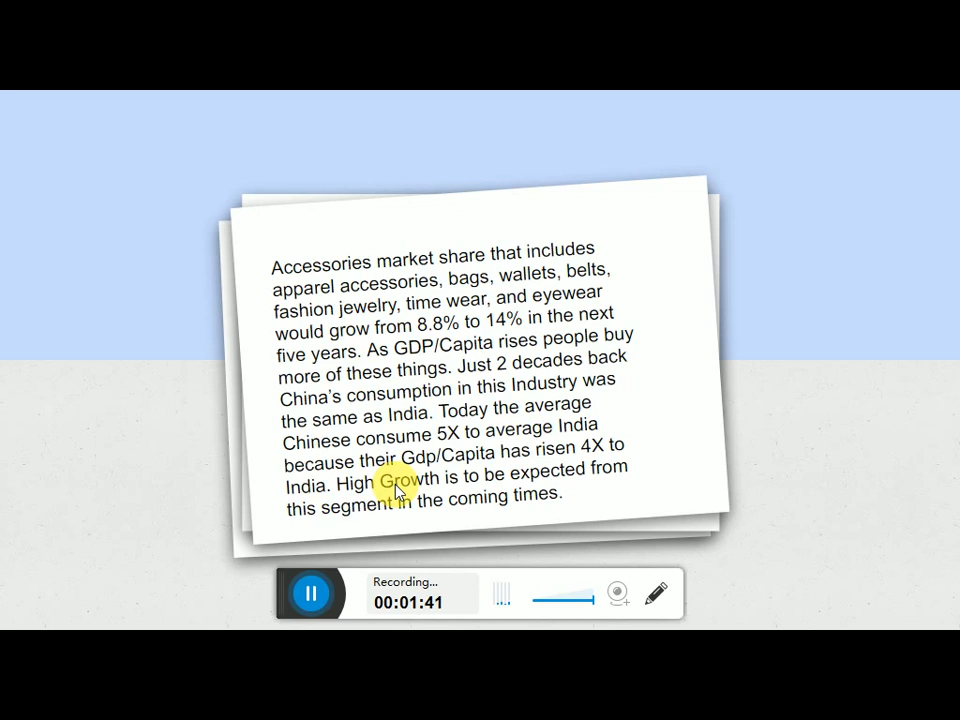 Accessories market share that includes
apparel accessories, bags, wallets, belts,
fashion jewelry, time wear, and eyewear
would grow from 8.8% to 14% in the next
five years. As GDP/Capita rises people buy
more of these things. Just 2 decades back
China's consumption in this Industry was
the same as India. Today the average
Chinese consume 5X to average India
because their Gdp/Capita has risen 4X to
India. High Growth is to be expected from
this segment in the coming times.
Recording...
00:01:41